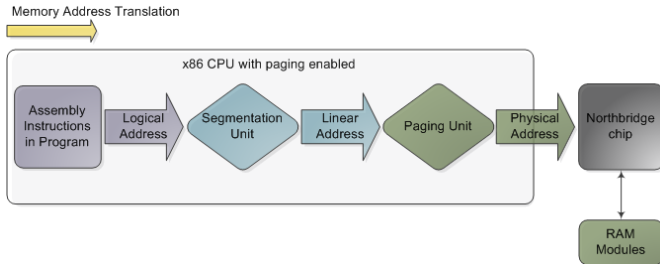 Memory Address Translation
x86 CPU with paging enabled
Assembly
Instructions
in Program
Logical
Address
Segmentation
Unit
Linear
Address
Paging Unit
Physical
Address
Northbridge
chip
RAM
Modules